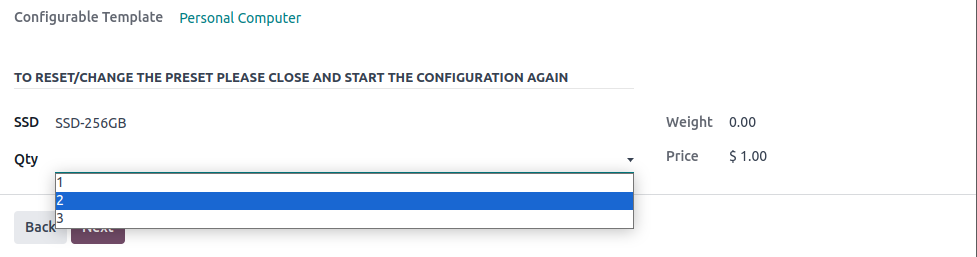 Configurable Template Personal Computer
TO RESET/CHANGE THE PRESET PLEASE CLOSE AND START THE CONFIGURATION AGAIN
SSD SSD-256GB
Weight 0.00
Qty
Price $ 1.00
1
2
3
Back Next